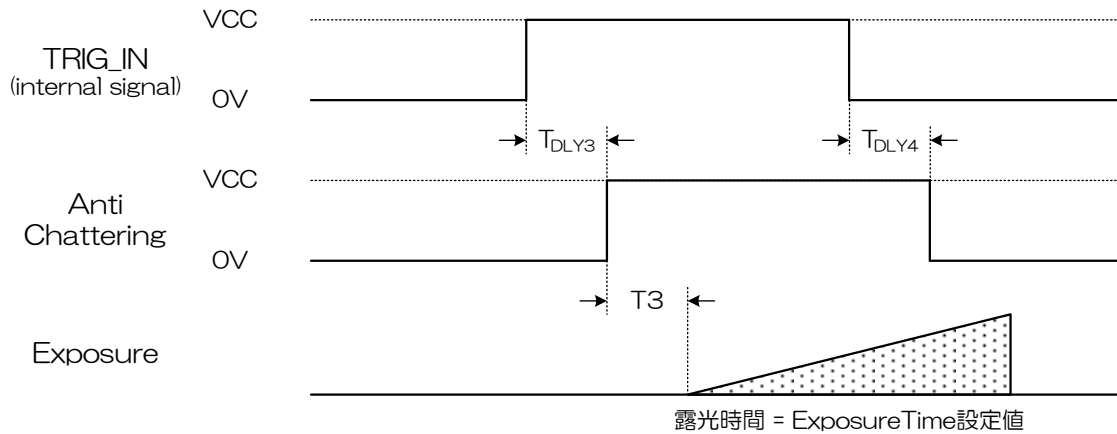 VCC
TRIG_IN
(internal signal)
0V
TDLY3
TDLY4
VCC
Anti
Chattering
0V
T3
Exposure
露光時間 = ExposureTime設定値